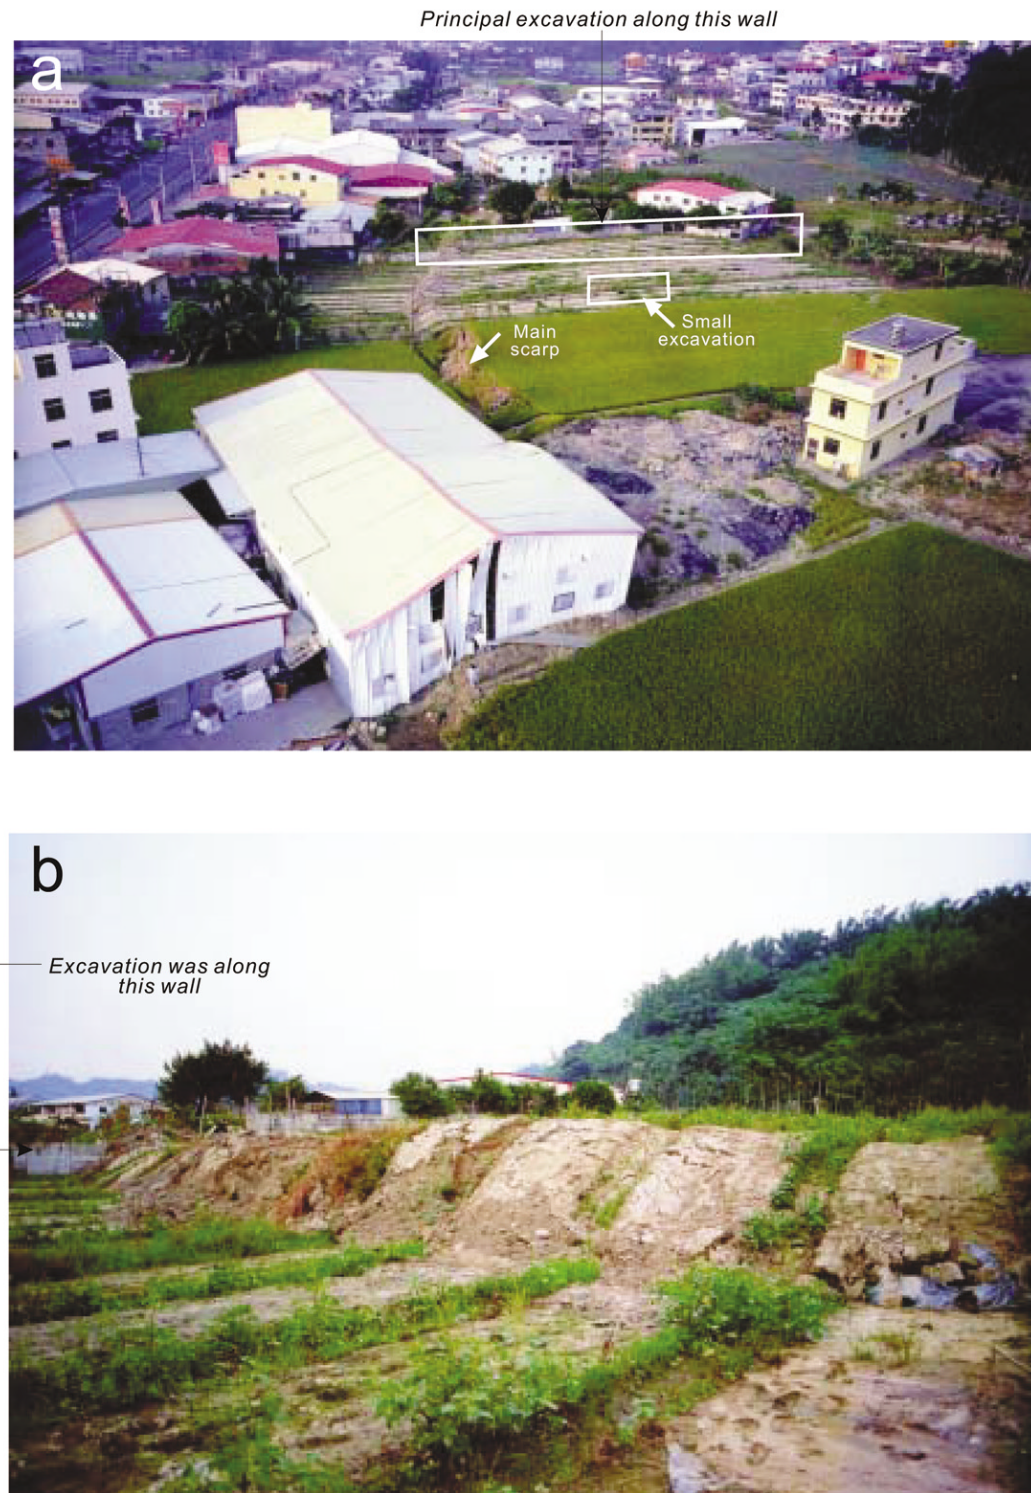 Principal excavation along this wall
a
Main
scarp
Small
excavation
b
Excavation was along
this wall